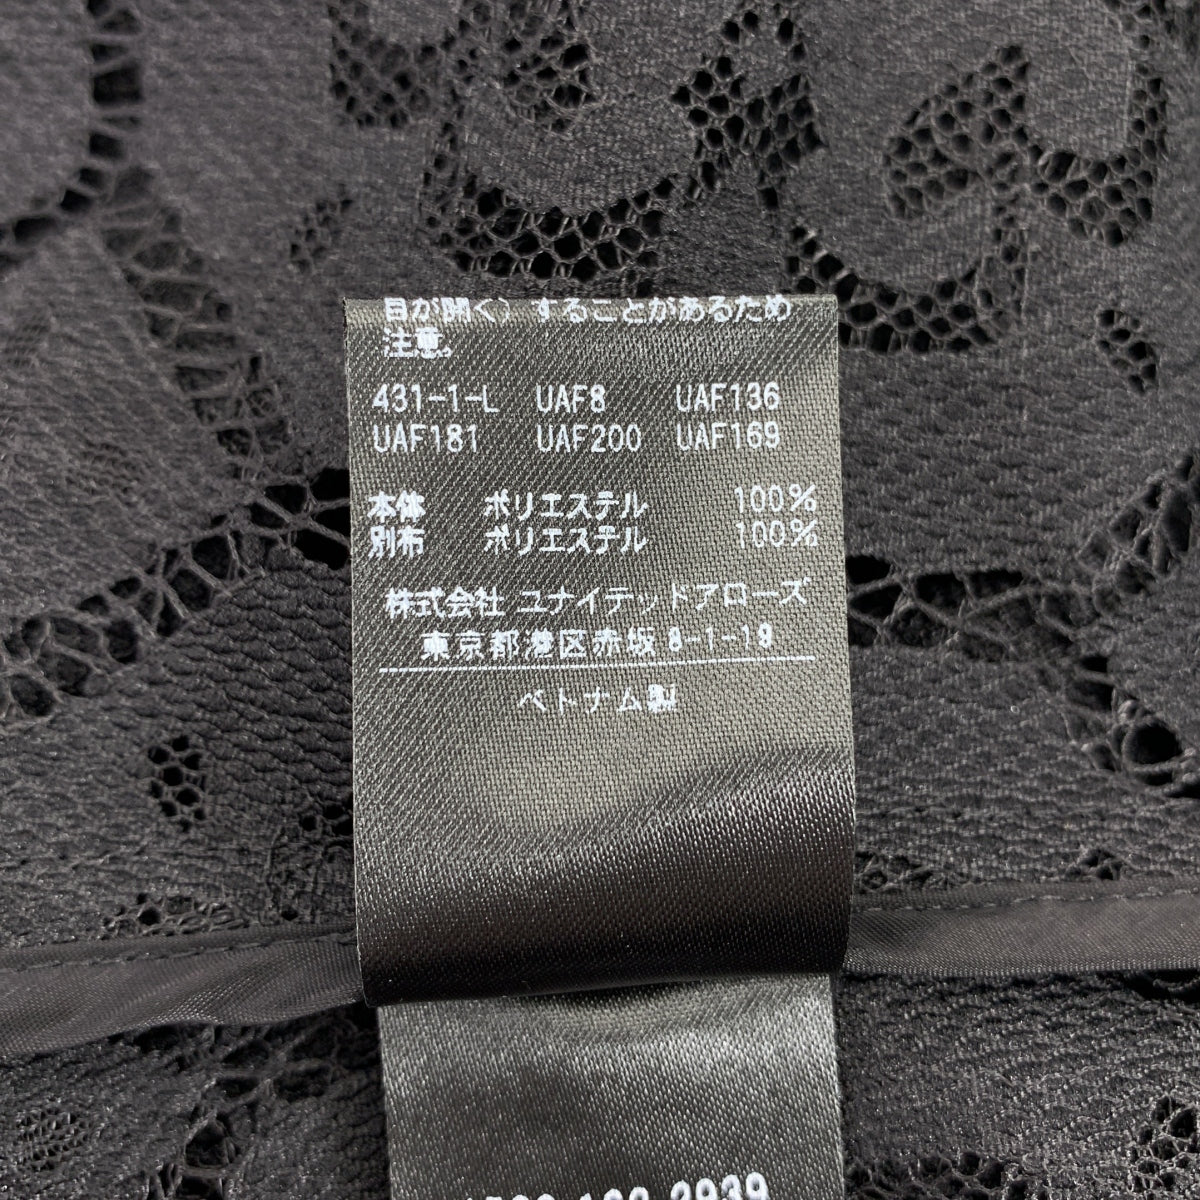 目が開く）することがあるため
注意。
431-1-L UAF8 UAF136
UAF181 UAF200 UAF169
本体 ポリエステル 100%
別布 ポリエステル 100%
株式会社 ユナイテッドアローズ
東京都港区赤坂 8-1-19
ベトナム製
2939